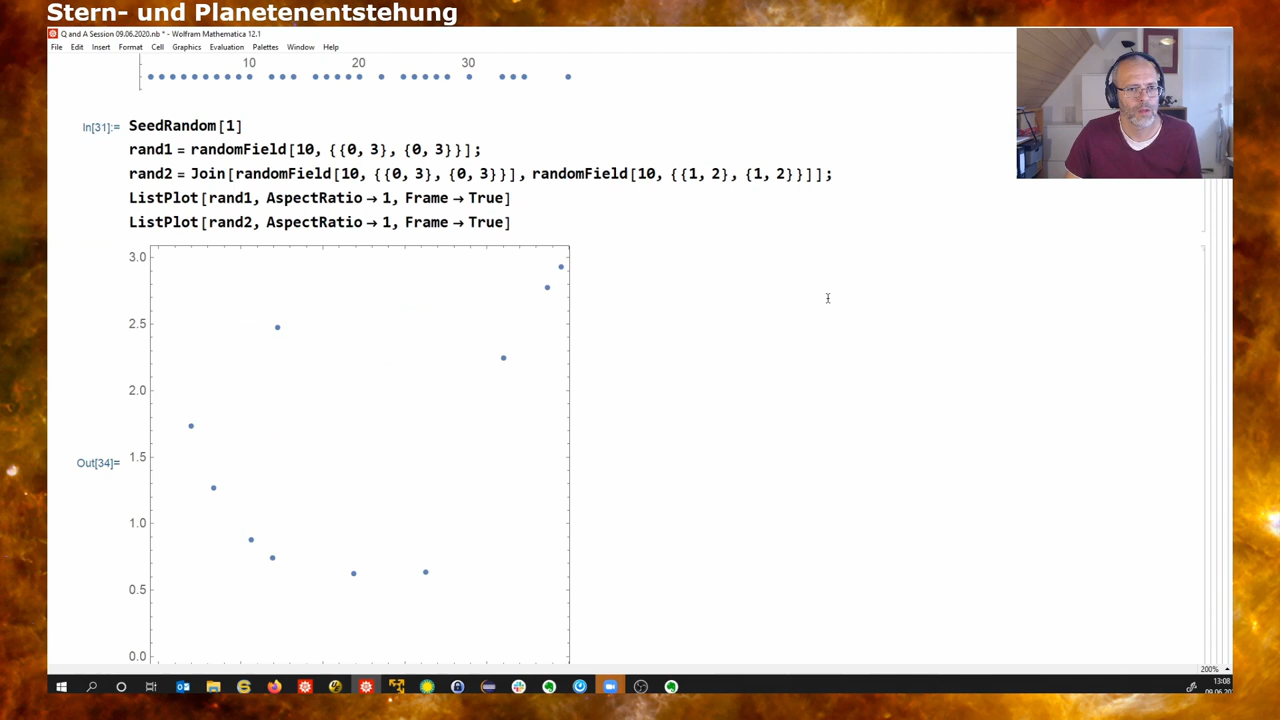 Stern- und Planetenentstehung
Q and A Session 09.06.2020.nb * - Wolfram Mathematica 12.1
File Edit Insert Format Cell Graphics Evaluation Palettes Window Help
10 20 30
In[31]:= SeedRandom[1]
rand1 = randomField[10, {{0, 3}, {0, 3}}];
rand2 = Join[randomField[10, {{0, 3}, {0, 3}}], randomField[10, {{1, 2}, {1, 2}}]];
ListPlot[rand1, AspectRatio → 1, Frame → True]
ListPlot[rand2, AspectRatio → 1, Frame → True]
3.0
2.5
2.0
1.5
Out[34]=
1.0
0.5
0.0
200%
13:08
09.06.20